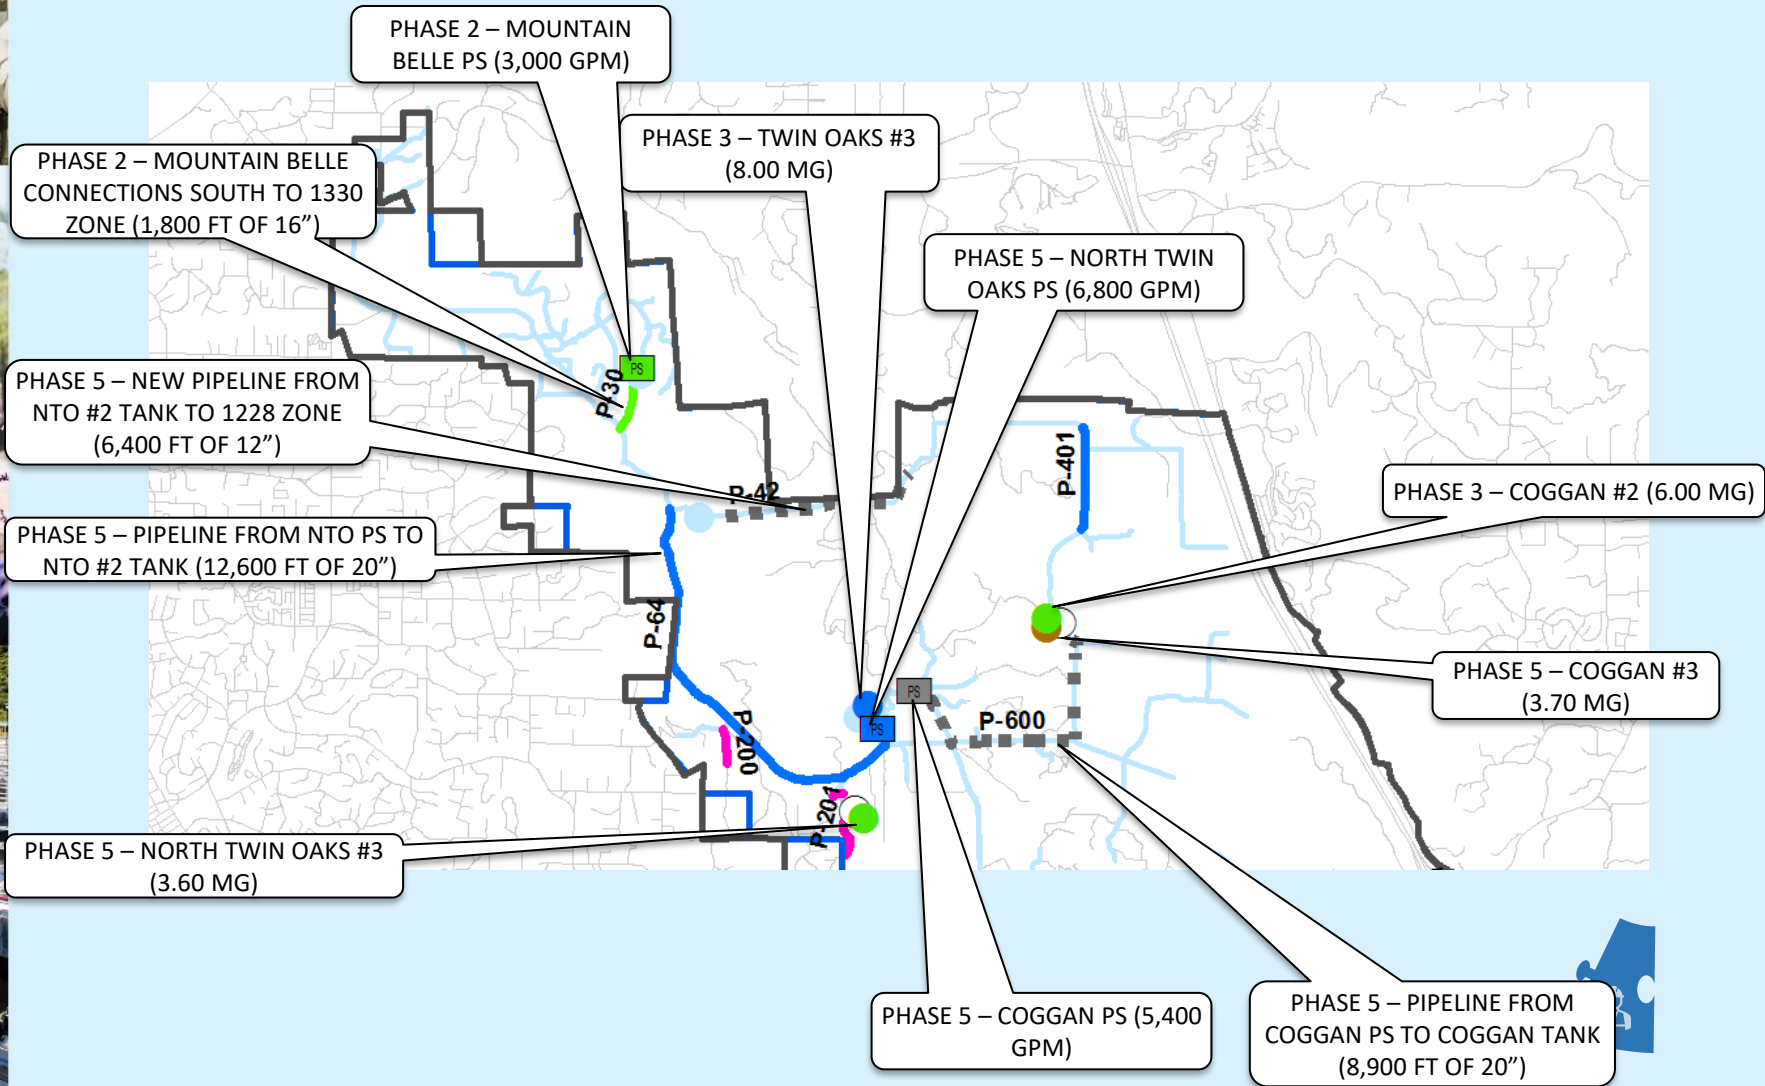 PHASE 2 – MOUNTAIN
BELLE PS (3,000 GPM)
PHASE 3 – TWIN OAKS #3
(8.00 MG)
PHASE 2 – MOUNTAIN BELLE
CONNECTIONS SOUTH TO 1330
ZONE (1,800 FT OF 16”)
PHASE 5 – NORTH TWIN
OAKS PS (6,800 GPM)
PS
P-30
PHASE 5 – NEW PIPELINE FROM
NTO #2 TANK TO 1228 ZONE
(6,400 FT OF 12”)
P-401
P-42
PHASE 3 – COGGAN #2 (6.00 MG)
PHASE 5 – PIPELINE FROM NTO PS TO
NTO #2 TANK (12,600 FT OF 20”)
P-64
PHASE 5 – COGGAN #3
(3.70 MG)
PS
PS
P-600
P-200
P-201
PHASE 5 – NORTH TWIN OAKS #3
(3.60 MG)
PHASE 5 – COGGAN PS (5,400
GPM)
PHASE 5 – PIPELINE FROM
COGGAN PS TO COGGAN TANK
(8,900 FT OF 20”)